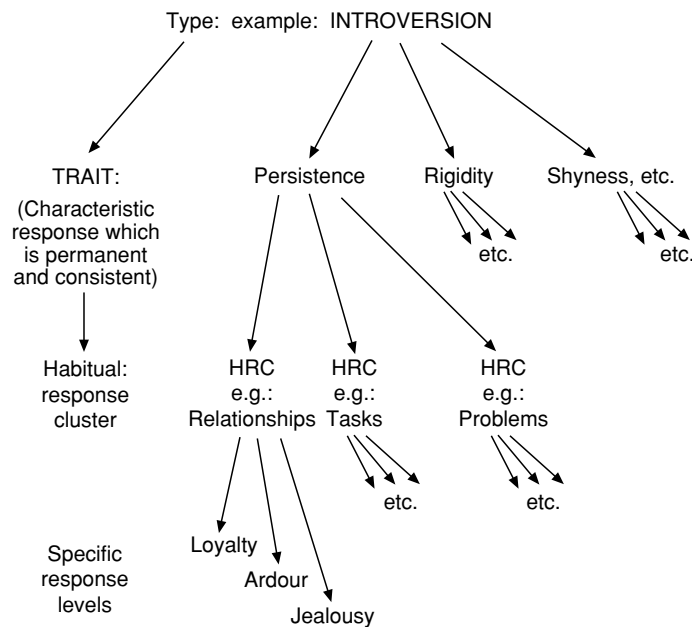 Type: example: INTROVERSION
TRAIT:
(Characteristic
response which
is permanent
and consistent)
Persistence
Rigidity
Shyness, etc.
etc.
etc.
Habitual:
response
cluster
HRC
e.g.:
Relationships
HRC
e.g.:
Tasks
HRC
e.g.:
Problems
etc.
etc.
Specific
response
levels
Loyalty
Ardour
Jealousy